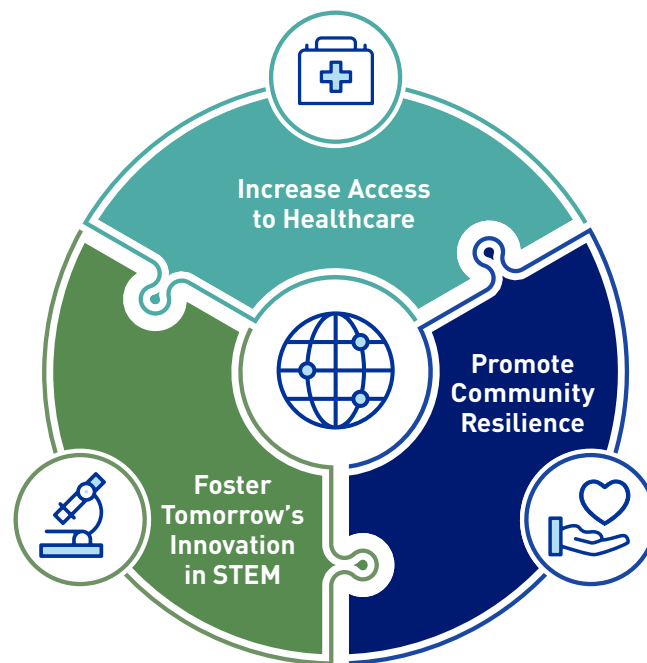 Increase Access
to Healthcare
Promote
Community
Resilience
Foster
Tomorrow’s
Innovation
in STEM